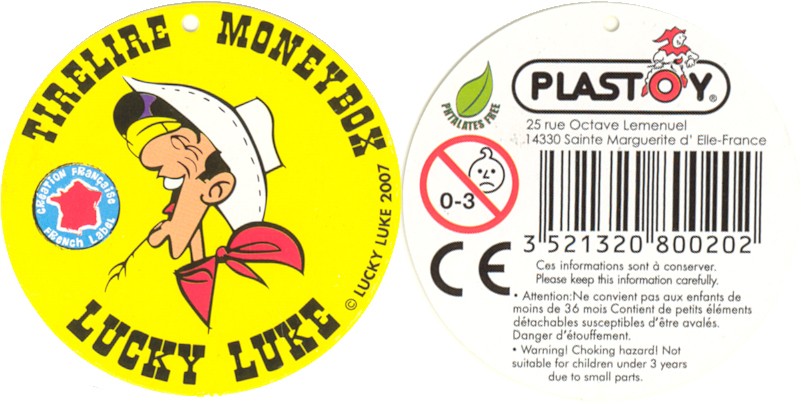 TIRELIRE MONEYBOX
CRÉATION FRANÇAISE
FRENCH LABEL
LUCKY LUKE
© LUCKY LUKE 2007
PHTALATES FREE
PLASTOY®
25 rue Octave Lemenuel
14330 Sainte Marguerite d' Elle-France
0-3
CE
3 521320 800202
Ces informations sont à conserver.
Please keep this information carefully.
• Attention:Ne convient pas aux enfants de
moins de 36 mois Contient de petits éléments
détachables susceptibles d'être avalés.
Danger d'étouffement.
• Warning! Choking hazard! Not
suitable for children under 3 years
due to small parts.